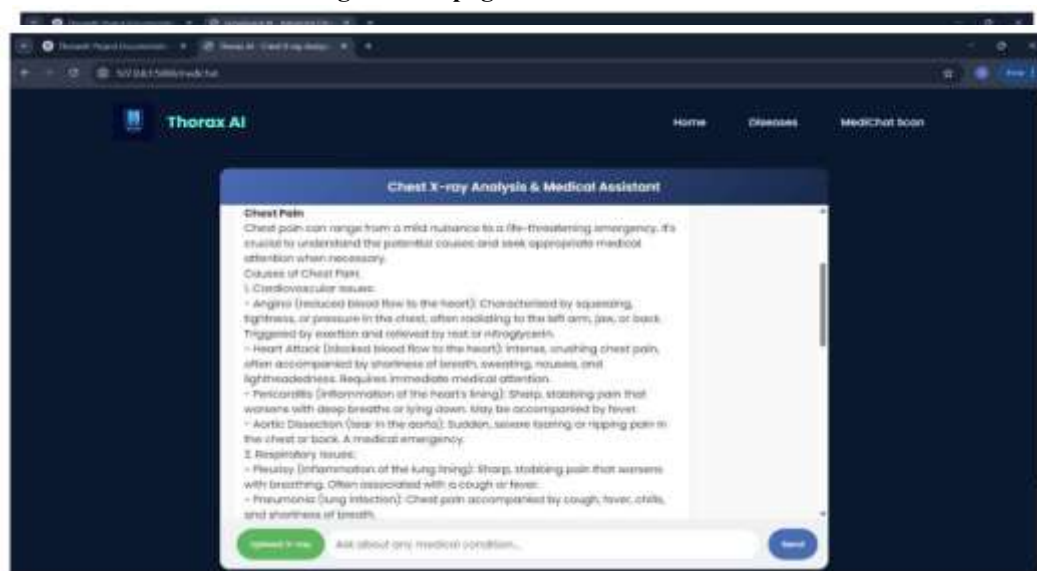 Thorax AI
Home Diseases MediChat Scan
Chest X-ray Analysis & Medical Assistant
Chest Pain
Chest pain can range from a mild nuisance to a life-threatening emergency. It's
crucial to understand the potential causes and seek appropriate medical
attention when necessary.
Causes of Chest Pain:
1. Cardiovascular Issues:
- Angina (reduced blood flow to the heart): Characterized by squeezing,
tightness, or pressure in the chest, often radiating to the left arm, jaw, or back.
Triggered by exertion and relieved by rest or nitroglycerin.
- Heart Attack (blocked blood flow to the heart): Intense, crushing chest pain,
often accompanied by shortness of breath, sweating, nausea, and
lightheadedness. Requires immediate medical attention.
- Pericarditis (inflammation of the heart's lining): Sharp, stabbing pain that
worsens with deep breaths or lying down. May be accompanied by fever.
- Aortic Dissection (tear in the aorta): Sudden, severe tearing or ripping pain in
the chest or back. A medical emergency.
2. Respiratory Issues:
- Pleurisy (inflammation of the lung lining): Sharp, stabbing pain that worsens
with breathing. Often associated with a cough or fever.
- Pneumonia (lung infection): Chest pain accompanied by cough, fever, chills,
and shortness of breath.
Upload X-ray Ask about any medical condition... Send